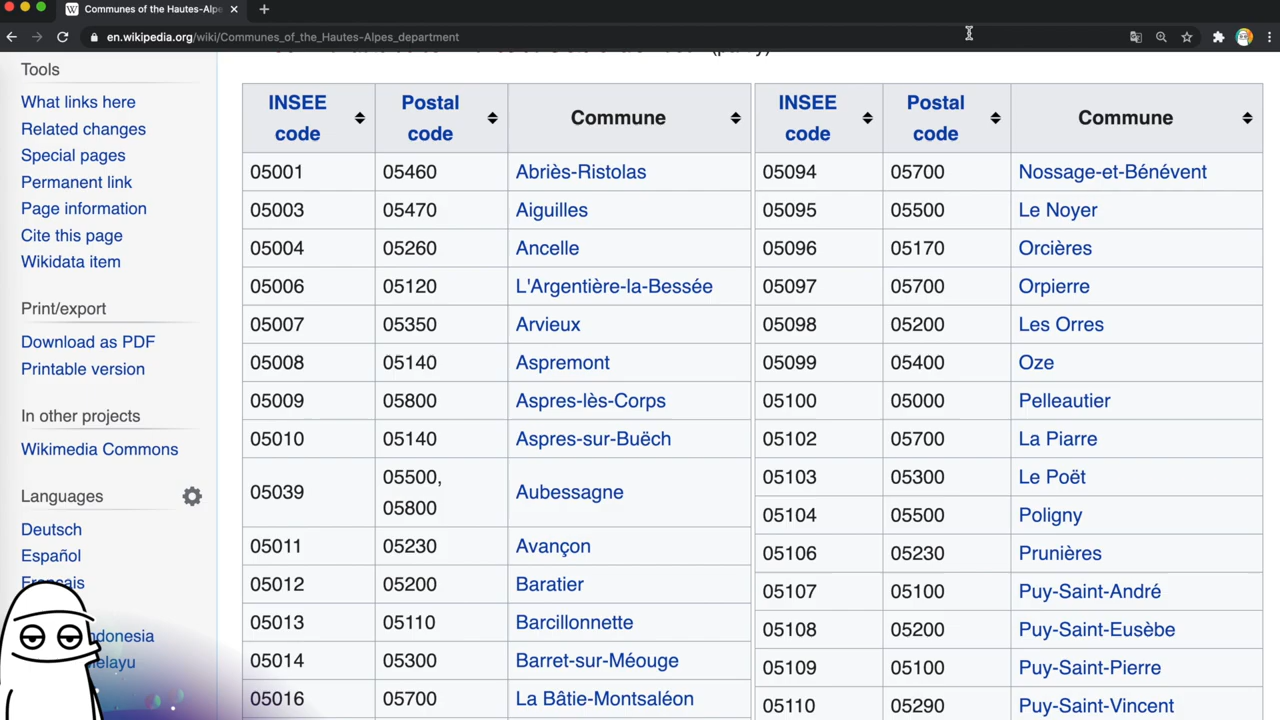 Communes of the Hautes-Alpe
en.wikipedia.org/wiki/Communes_of_the_Hautes-Alpes_department
Tools
What links here
Related changes
Special pages
Permanent link
Page information
Cite this page
Wikidata item
Print/export
Download as PDF
Printable version
In other projects
Wikimedia Commons
Languages
Deutsch
Español
Français
ndonesia
elayu
INSEE code Postal code Commune
05001 05460 Abriès-Ristolas
05003 05470 Aiguilles
05004 05260 Ancelle
05006 05120 L'Argentière-la-Bessée
05007 05350 Arvieux
05008 05140 Aspremont
05009 05800 Aspres-lès-Corps
05010 05140 Aspres-sur-Buëch
05039 05500, 05800 Aubessagne
05011 05230 Avançon
05012 05200 Baratier
05013 05110 Barcillonnette
05014 05300 Barret-sur-Méouge
05016 05700 La Bâtie-Montsaléon
INSEE code Postal code Commune
05094 05700 Nossage-et-Bénévent
05095 05500 Le Noyer
05096 05170 Orcières
05097 05700 Orpierre
05098 05200 Les Orres
05099 05400 Oze
05100 05000 Pelleautier
05102 05700 La Piarre
05103 05300 Le Poët
05104 05500 Poligny
05106 05230 Prunières
05107 05100 Puy-Saint-André
05108 05200 Puy-Saint-Eusèbe
05109 05100 Puy-Saint-Pierre
05110 05290 Puy-Saint-Vincent